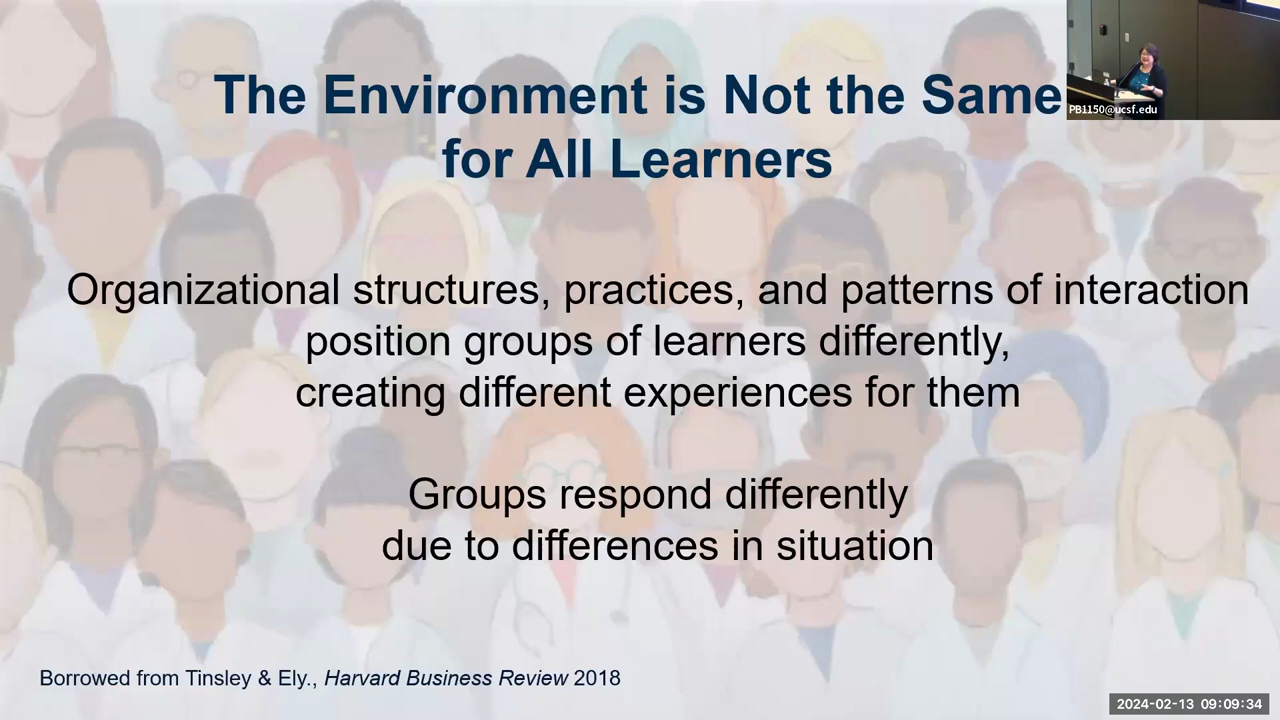 The Environment is Not the Same
for All Learners
PB1150@ucsf.edu
Organizational structures, practices, and patterns of interaction
position groups of learners differently,
creating different experiences for them
Groups respond differently
due to differences in situation
Borrowed from Tinsley & Ely., Harvard Business Review 2018
2024-02-13 09:09:34